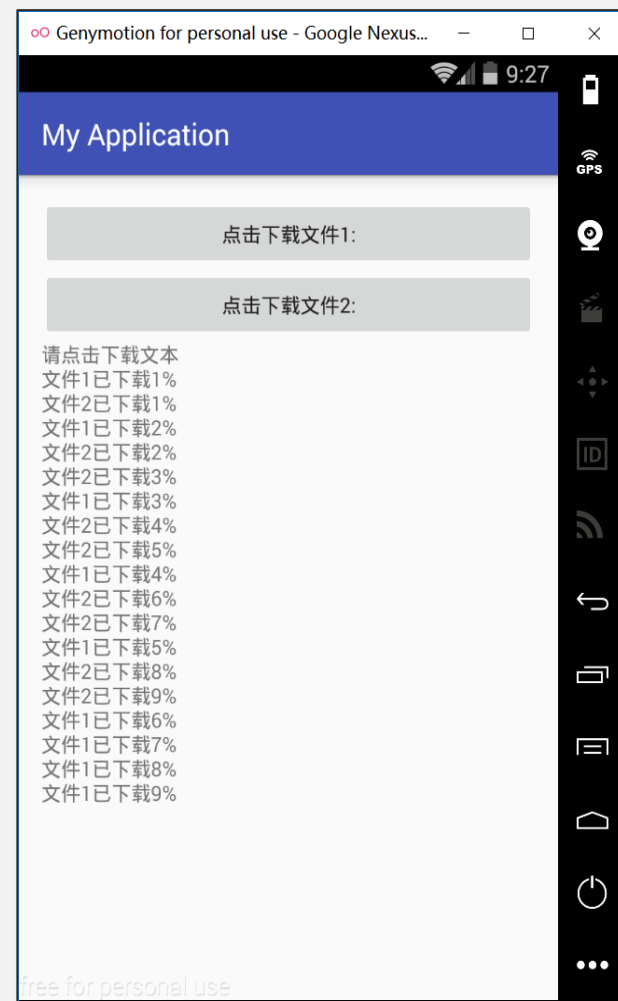 Genymotion for personal use - Google Nexus...
9:27
My Application
GPS
点击下载文件1:
点击下载文件2:
ID
请点击下载文本
文件1已下载1%
文件2已下载1%
文件1已下载2%
文件2已下载2%
文件2已下载3%
文件1已下载3%
文件2已下载4%
文件2已下载5%
文件1已下载4%
文件2已下载6%
文件2已下载7%
文件1已下载5%
文件2已下载8%
文件2已下载9%
文件1已下载6%
文件1已下载7%
文件1已下载8%
文件1已下载9%
free for personal use